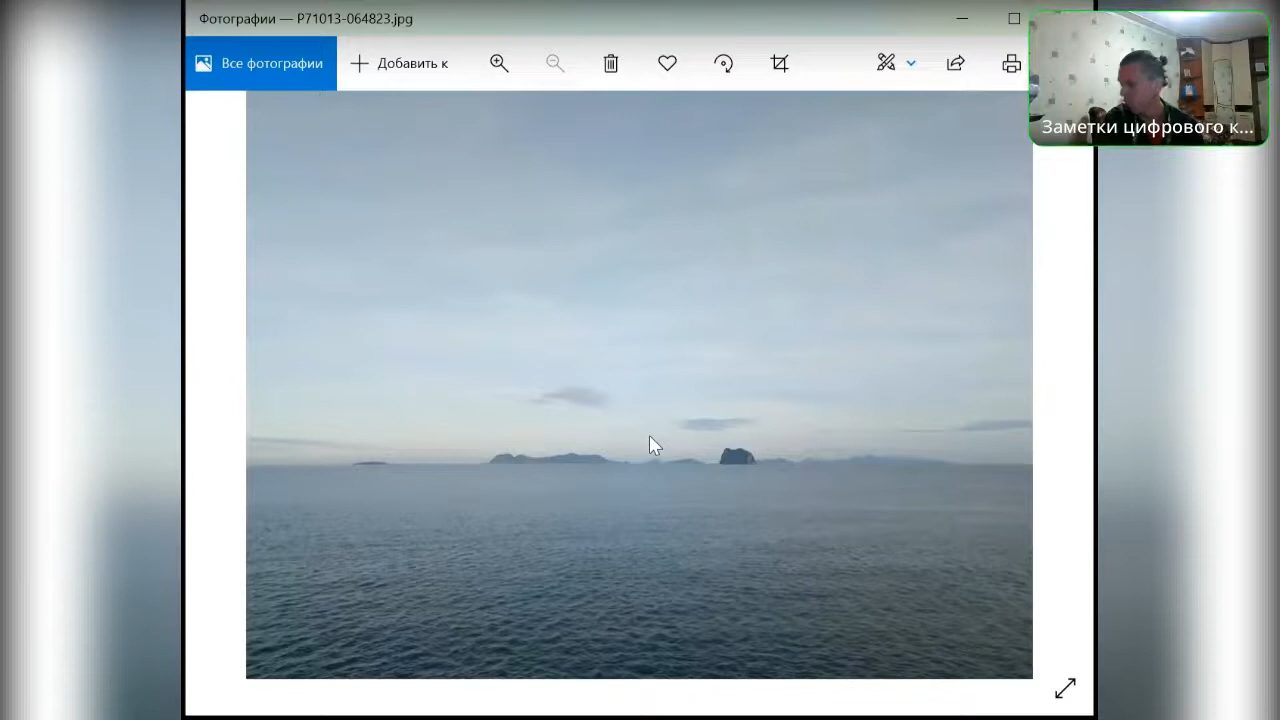 Фотографии — P71013-064823.jpg
Все фотографии
Добавить к
Заметки цифрового к...